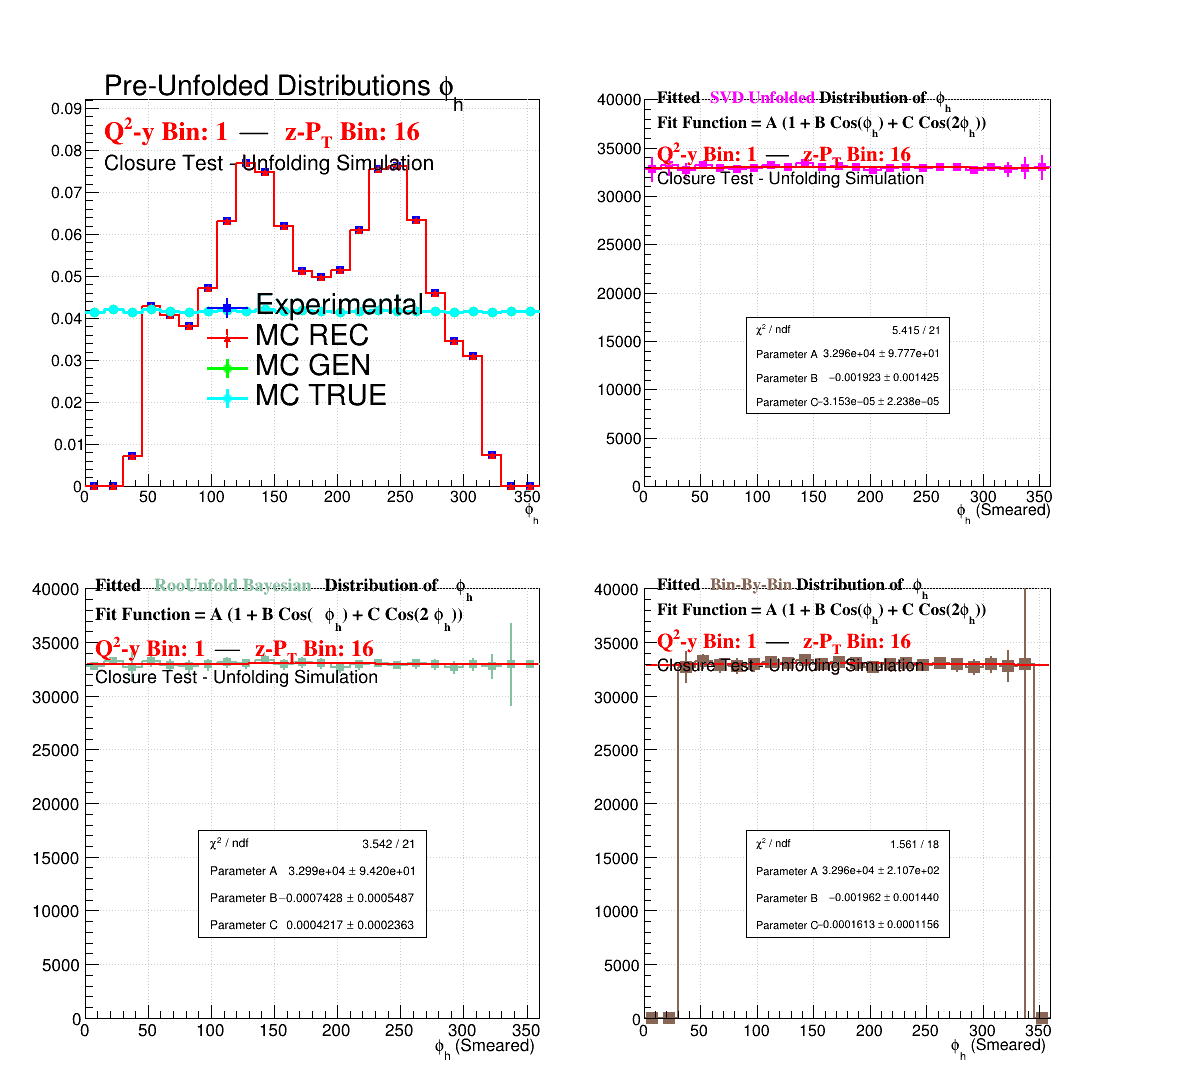 Pre-Unfolded Distributions ϕh
Q²-y Bin: 1 — z-PT Bin: 16
Closure Test - Unfolding Simulation
0.09
0.08
0.07
0.06
0.05
0.04
0.03
0.02
0.01
0
Experimental
MC REC
MC GEN
MC TRUE
0 50 100 150 200 250 300 350
ϕh
Fitted SVD Unfolded Distribution of ϕh
Fit Function = A (1 + B Cos(ϕh) + C Cos(2ϕh))
Q²-y Bin: 1 — z-PT Bin: 16
Closure Test - Unfolding Simulation
40000
35000
30000
25000
20000
15000
10000
5000
0
χ² / ndf 5.415 / 21
Parameter A 3.296e+04 ± 9.777e+01
Parameter B −0.001923 ± 0.001425
Parameter C −3.153e−05 ± 2.238e−05
0 50 100 150 200 250 300 350
ϕh (Smeared)
Fitted RooUnfold Bayesian Distribution of ϕh
Fit Function = A (1 + B Cos( ϕh) + C Cos(2 ϕh))
Q²-y Bin: 1 — z-PT Bin: 16
Closure Test - Unfolding Simulation
40000
35000
30000
25000
20000
15000
10000
5000
0
χ² / ndf 3.542 / 21
Parameter A 3.299e+04 ± 9.420e+01
Parameter B −0.0007428 ± 0.0005487
Parameter C 0.0004217 ± 0.0002363
0 50 100 150 200 250 300 350
ϕh (Smeared)
Fitted Bin-By-Bin Distribution of ϕh
Fit Function = A (1 + B Cos(ϕh) + C Cos(2ϕh))
Q²-y Bin: 1 — z-PT Bin: 16
Closure Test - Unfolding Simulation
40000
35000
30000
25000
20000
15000
10000
5000
0
χ² / ndf 1.561 / 18
Parameter A 3.296e+04 ± 2.107e+02
Parameter B −0.001962 ± 0.001440
Parameter C −0.0001613 ± 0.0001156
0 50 100 150 200 250 300 350
ϕh (Smeared)